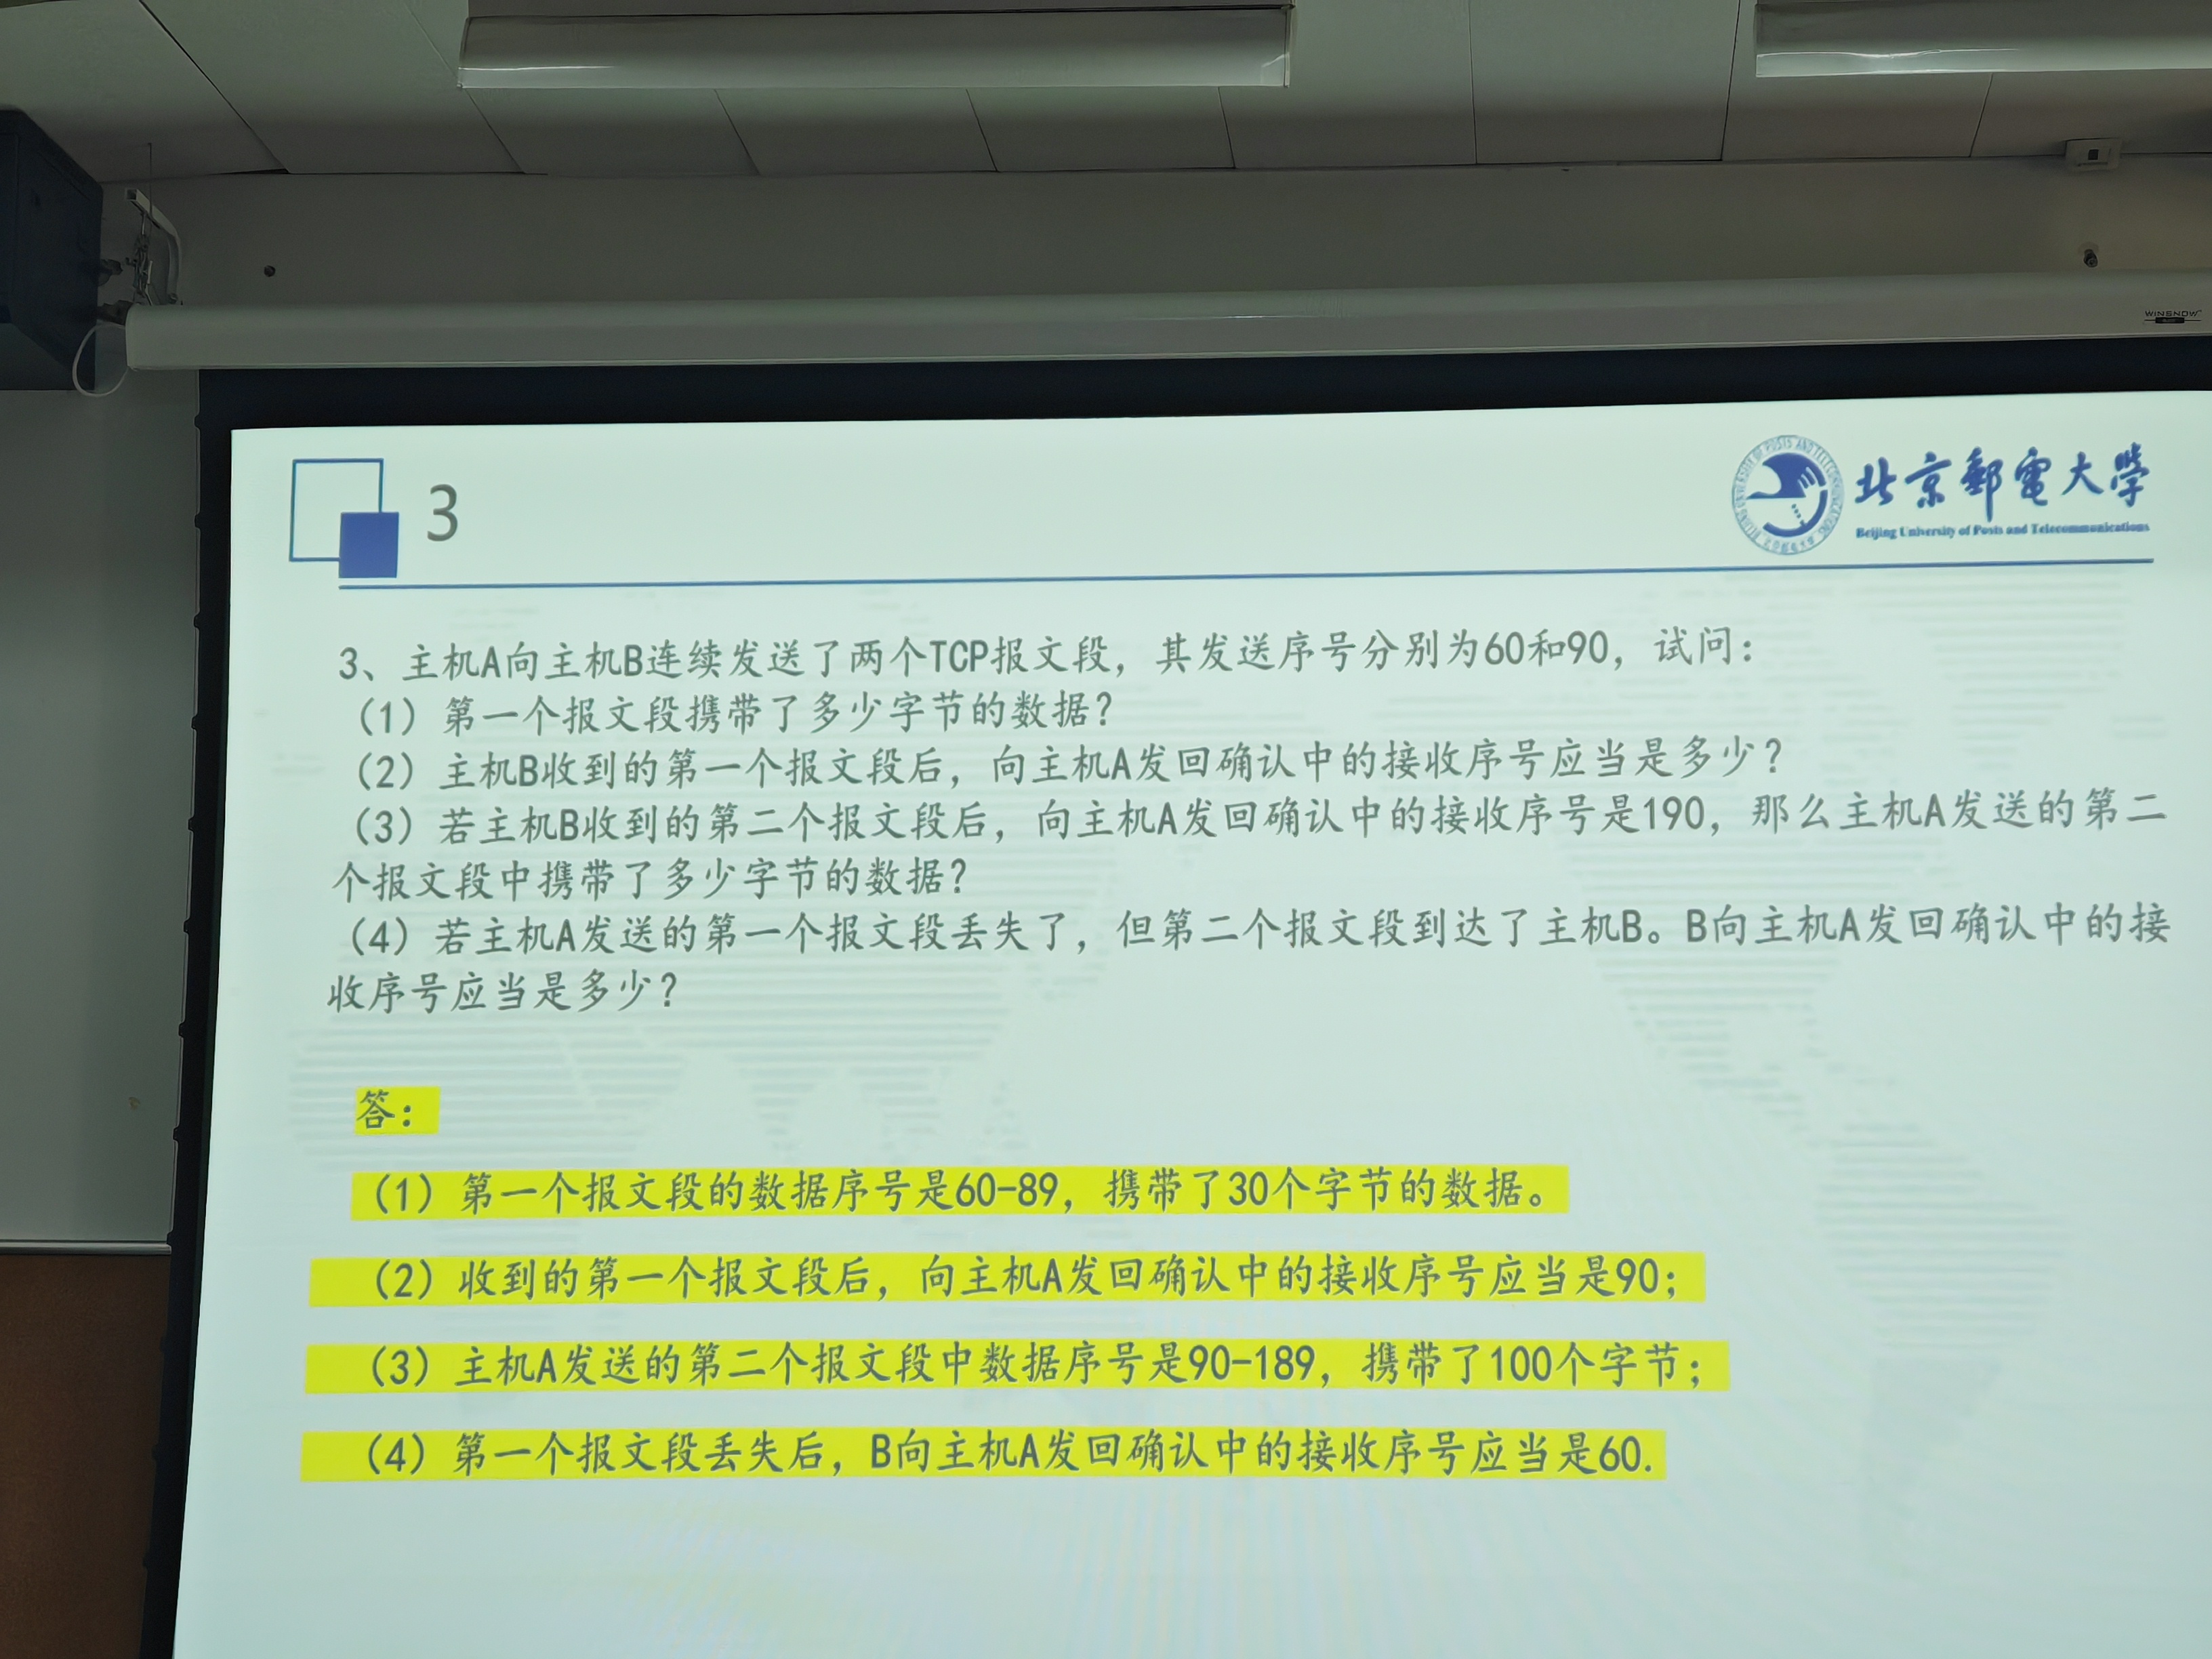 WINSNOW
3
北京郵電大學
Beijing University of Posts and Telecommunications
3、主机A向主机B连续发送了两个TCP报文段，其发送序号分别为60和90，试问：
（1）第一个报文段携带了多少字节的数据？
（2）主机B收到的第一个报文段后，向主机A发回确认中的接收序号应当是多少？
（3）若主机B收到的第二个报文段后，向主机A发回确认中的接收序号是190，那么主机A发送的第二
个报文段中携带了多少字节的数据？
（4）若主机A发送的第一个报文段丢失了，但第二个报文段到达了主机B。B向主机A发回确认中的接
收序号应当是多少？
答：
（1）第一个报文段的数据序号是60-89，携带了30个字节的数据。
（2）收到的第一个报文段后，向主机A发回确认中的接收序号应当是90；
（3）主机A发送的第二个报文段中数据序号是90-189，携带了100个字节；
（4）第一个报文段丢失后，B向主机A发回确认中的接收序号应当是60.